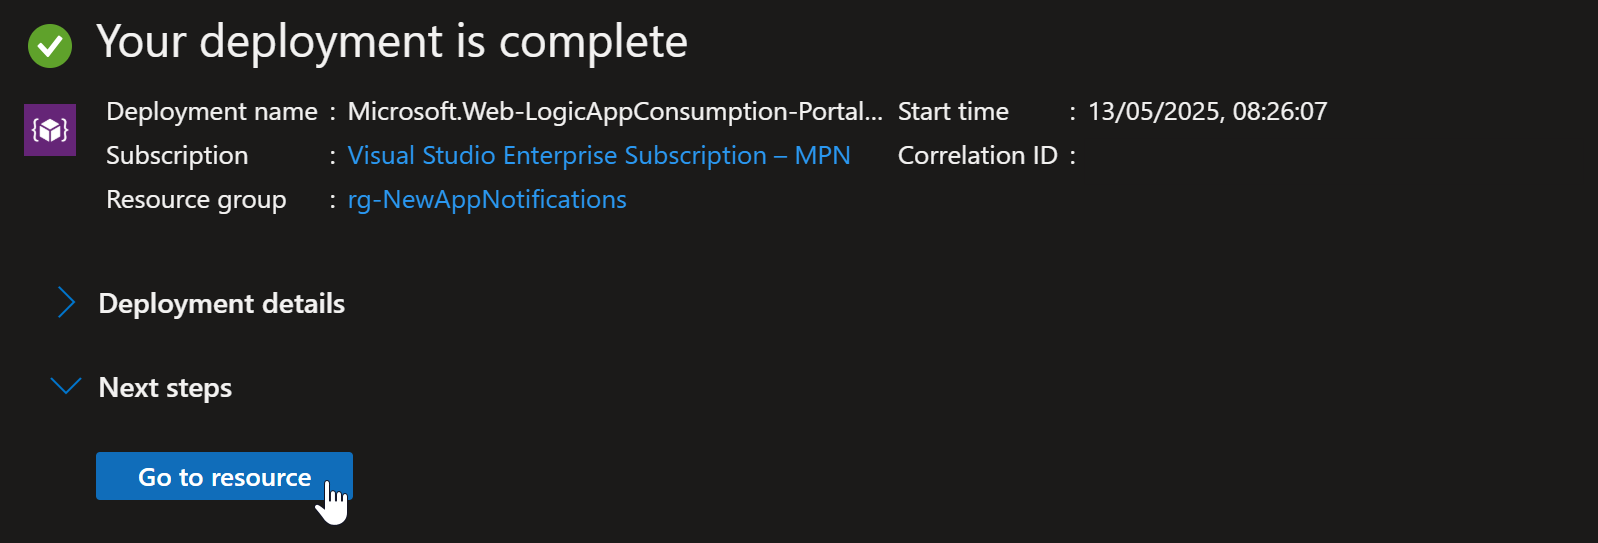 Your deployment is complete
Deployment name : Microsoft.Web-LogicAppConsumption-Portal... Start time : 13/05/2025, 08:26:07
Subscription : Visual Studio Enterprise Subscription – MPN Correlation ID :
Resource group : rg-NewAppNotifications
Deployment details
Next steps
Go to resource